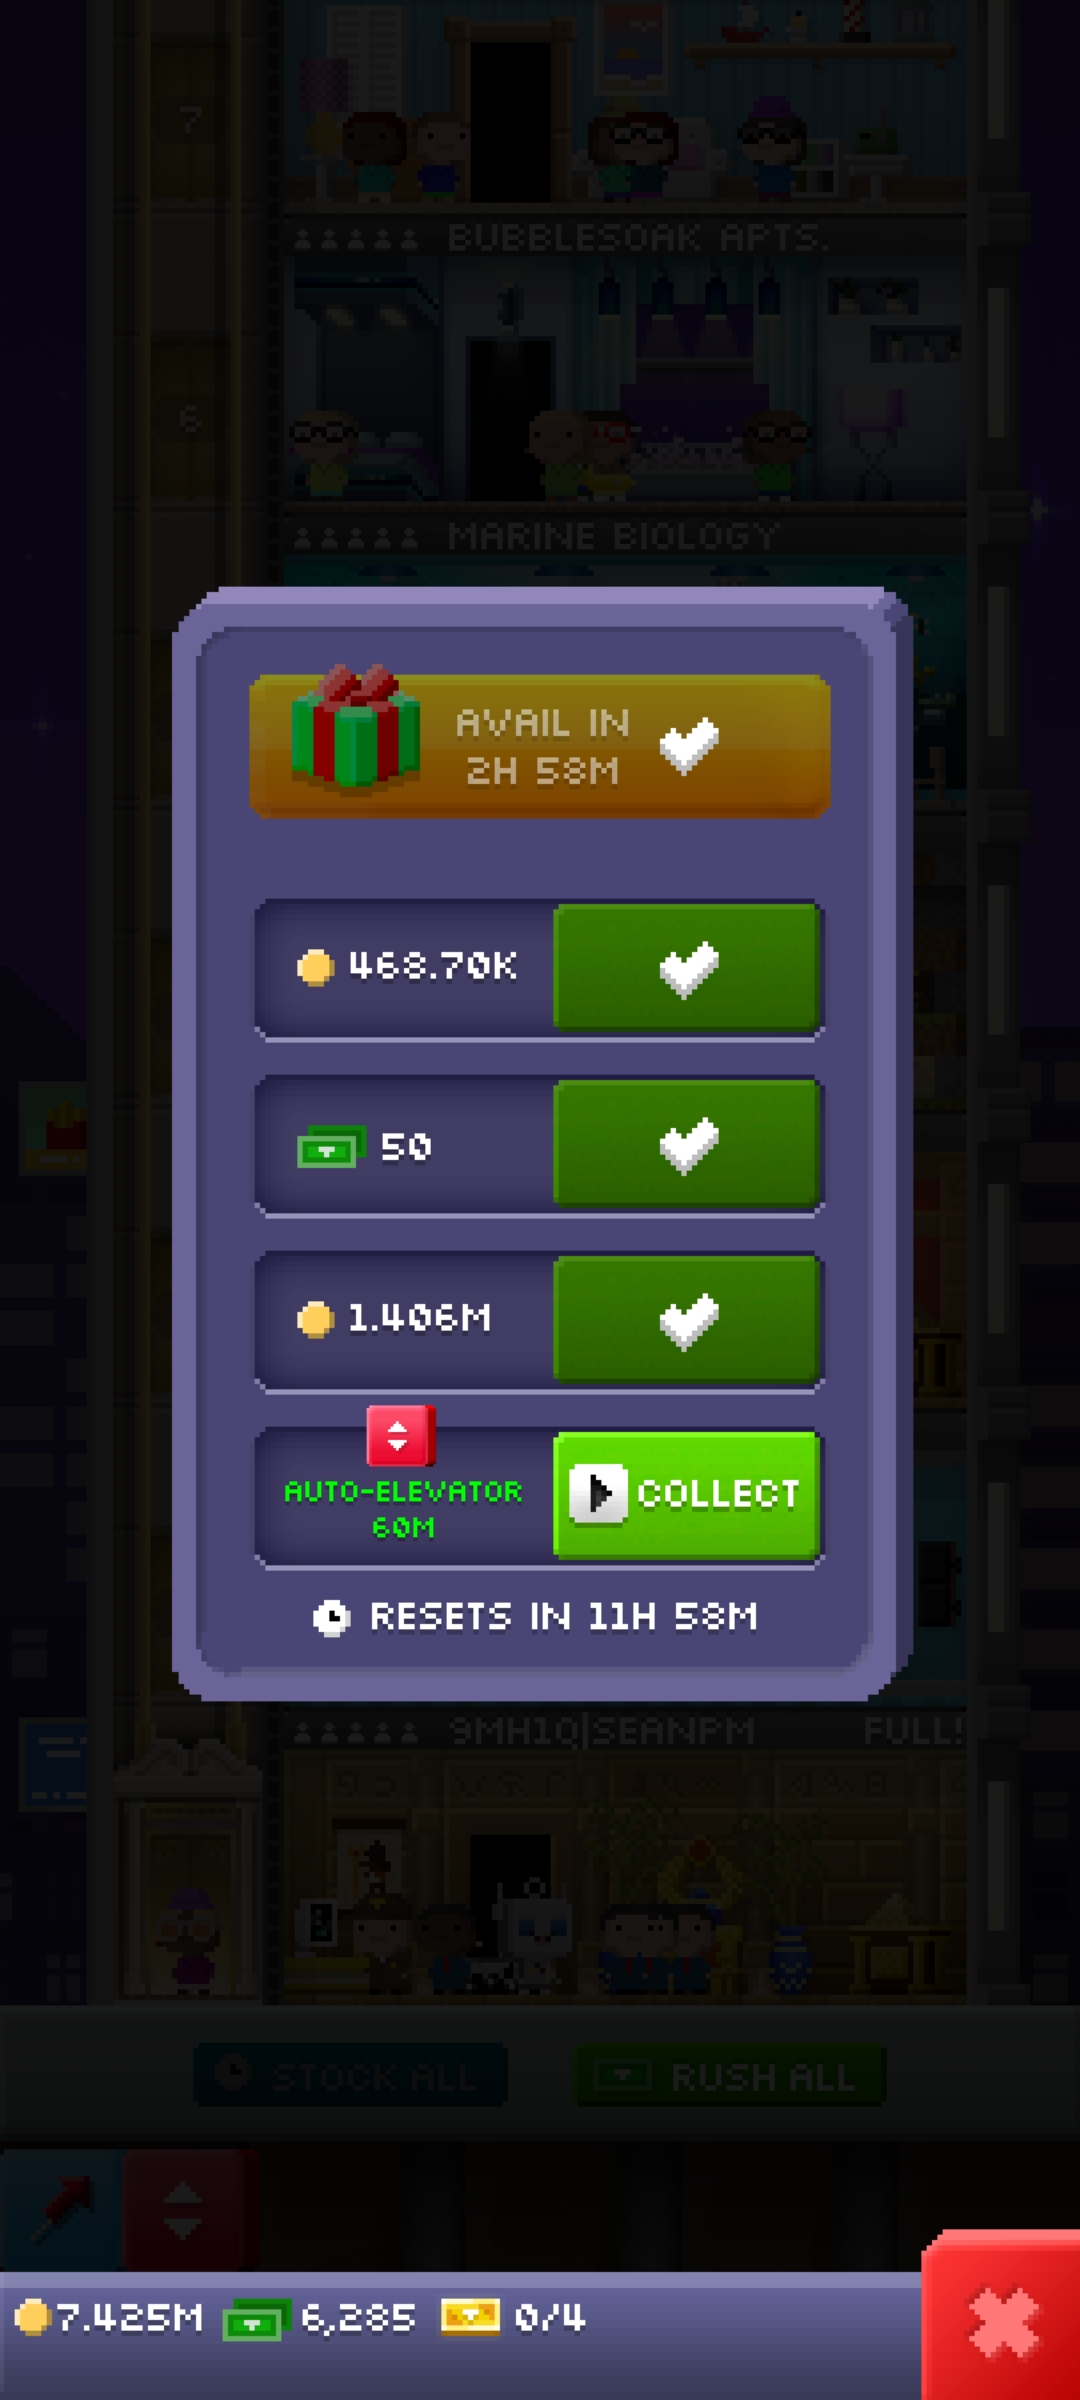 7
BUBBLESOAK APTS.
6
MARINE BIOLOGY
AVAIL IN
2H 58M
468.70K
50
1.406M
AUTO-ELEVATOR
60M
COLLECT
RESETS IN 11H 58M
9MH1Q|SEANPM FULL!
STOCK ALL
RUSH ALL
7.425M 6,285 0/4